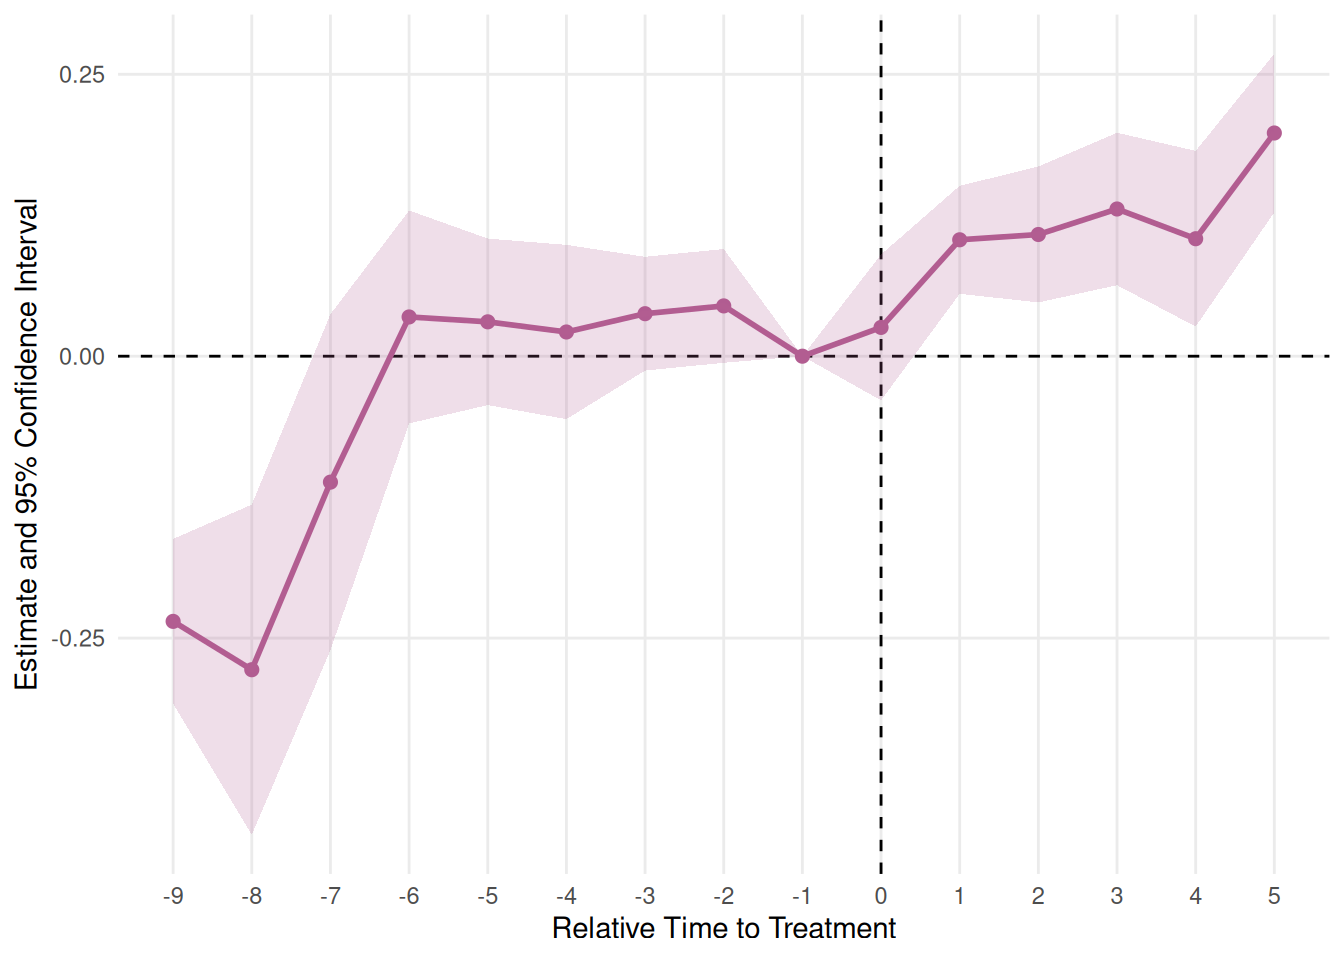 Estimate and 95% Confidence Interval
0.25
0.00
-0.25
-9 -8 -7 -6 -5 -4 -3 -2 -1 0 1 2 3 4 5
Relative Time to Treatment